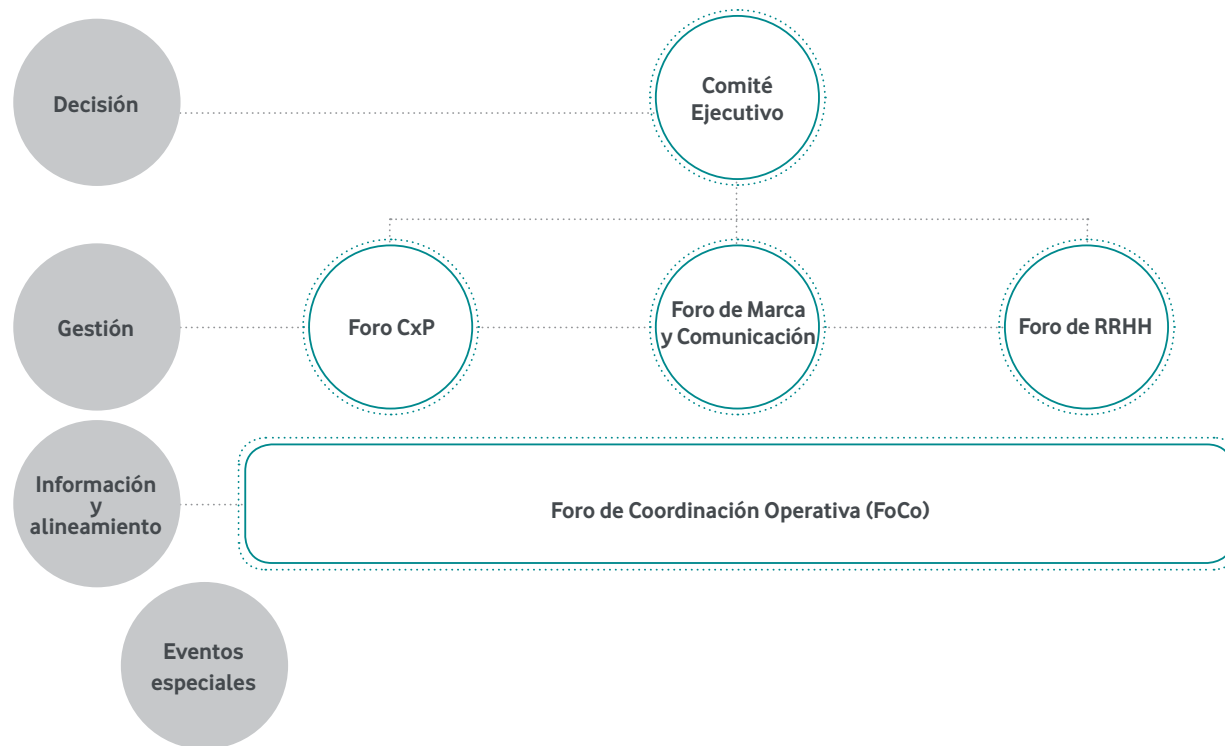 Decisión
Comité
Ejecutivo
Gestión
Foro CxP
Foro de Marca
y Comunicación
Foro de RRHH
Información
y
alineamiento
Foro de Coordinación Operativa (FoCo)
Eventos
especiales